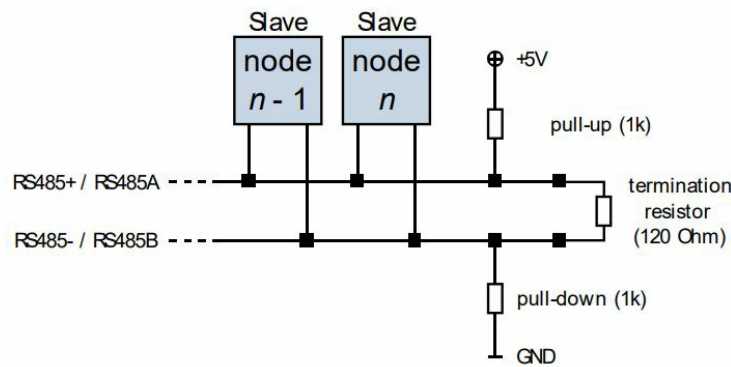 Slave
node
n - 1
Slave
node
n
+5V
pull-up (1k)
RS485+ / RS485A
termination
resistor
(120 Ohm)
RS485- / RS485B
pull-down (1k)
GND